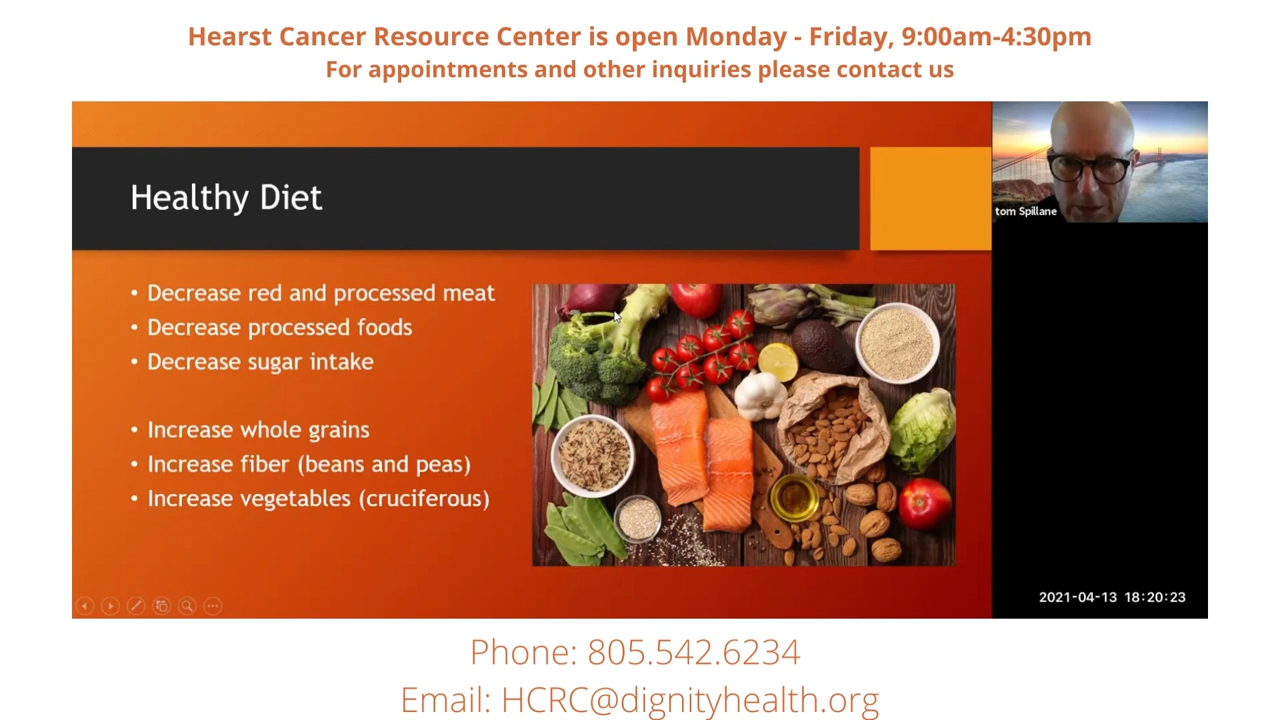 Hearst Cancer Resource Center is open Monday - Friday, 9:00am-4:30pm
For appointments and other inquiries please contact us
Healthy Diet
tom Spillane
• Decrease red and processed meat
• Decrease processed foods
• Decrease sugar intake
• Increase whole grains
• Increase fiber (beans and peas)
• Increase vegetables (cruciferous)
2021-04-13 18:20:23
Phone: 805.542.6234
Email: HCRC@dignityhealth.org